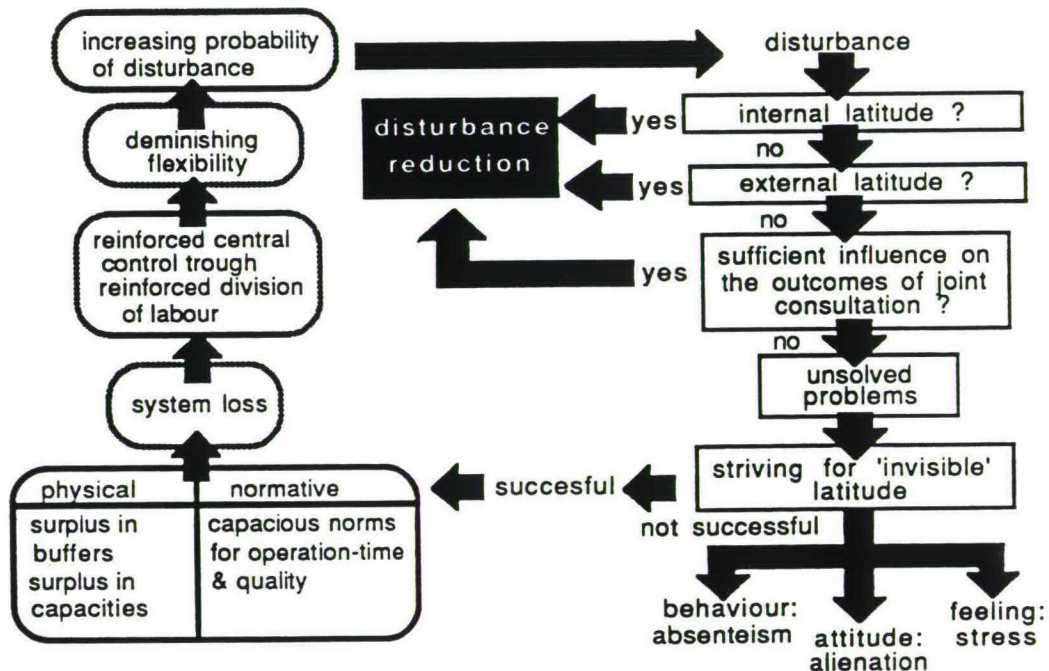 increasing probability
of disturbance
disturbance
disturbance
reduction
yes
internal latitude ?
no
deminishing
flexibility
yes
external latitude ?
no
reinforced central
control trough
reinforced division
of labour
yes
sufficient influence on
the outcomes of joint
consultation ?
no
unsolved
problems
system loss
striving for 'invisible'
latitude
succesful
not successful
physical
normative
surplus in
buffers
surplus in
capacities
capacious norms
for operation-time
& quality
behaviour:
absenteism
attitude:
alienation
feeling:
stress